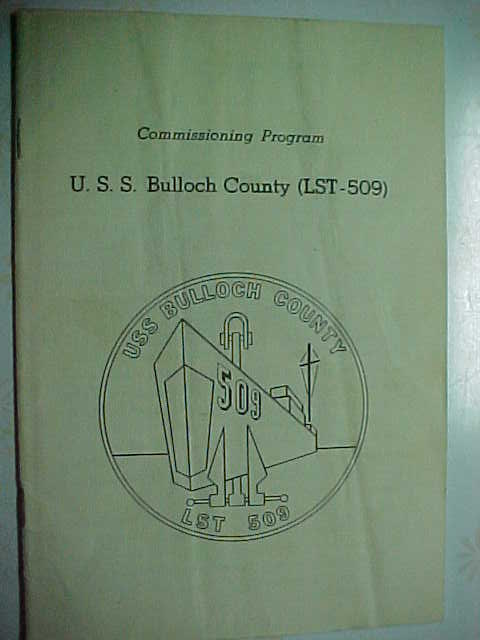 Commissioning Program
U. S. S. Bulloch County (LST-509)
USS BULLOCH COUNTY
509
LST 509